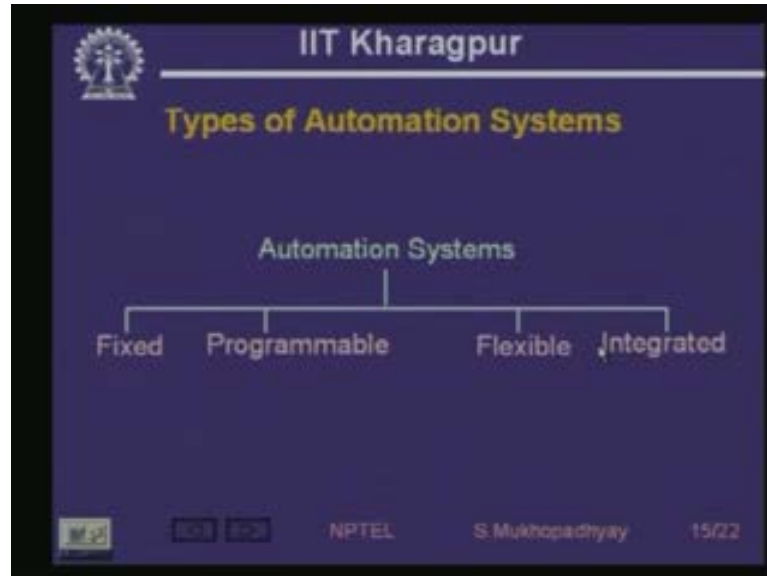 IIT Kharagpur
Types of Automation Systems
Automation Systems
Fixed Programmable Flexible Integrated
NPTEL S.Mukhopadhyay 15/22